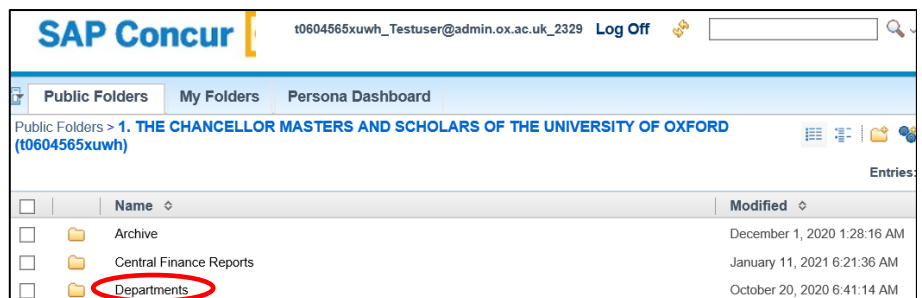 SAP Concur
t0604565xuwh_Testuser@admin.ox.ac.uk_2329 Log Off
Public Folders My Folders Persona Dashboard
Public Folders > 1. THE CHANCELLOR MASTERS AND SCHOLARS OF THE UNIVERSITY OF OXFORD
(t0604565xuwh)
Entries:
Name Modified
Archive December 1, 2020 1:28:16 AM
Central Finance Reports January 11, 2021 6:21:36 AM
Departments October 20, 2020 6:41:14 AM